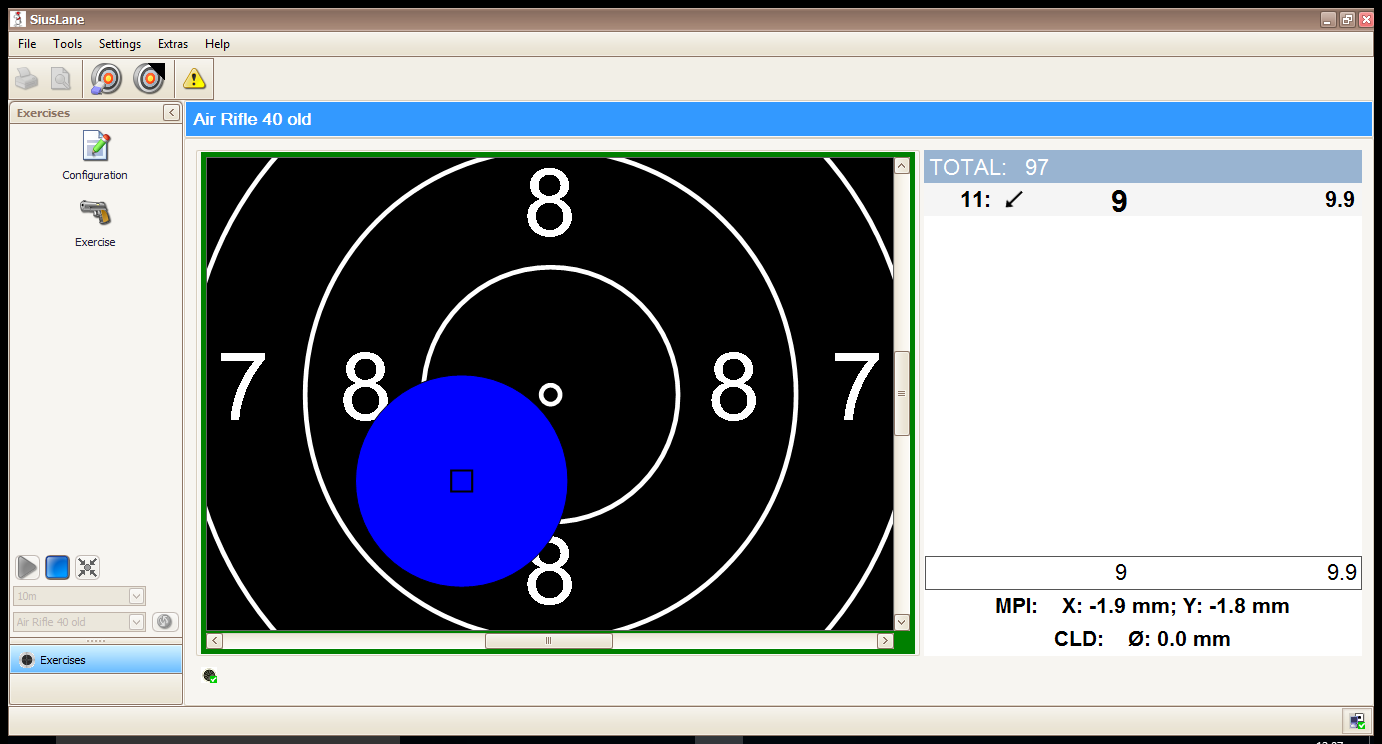 SiusLane
File Tools Settings Extras Help
Exercises
Configuration
Exercise
10m
Air Rifle 40 old
Exercises
Air Rifle 40 old
8
7 8 8 7
8
TOTAL: 97
11: 9 9.9
9 9.9
MPI: X: -1.9 mm; Y: -1.8 mm
CLD: Ø: 0.0 mm